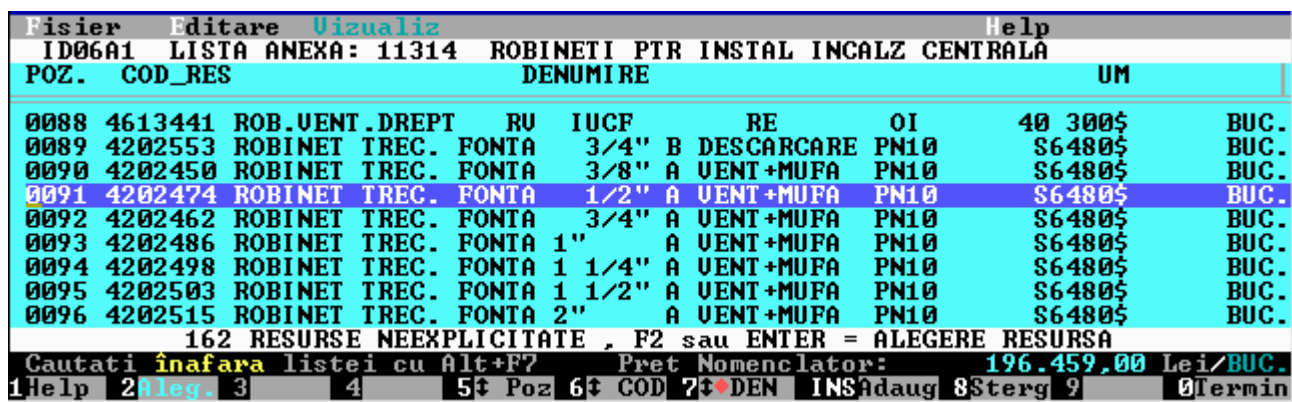 Fisier Editare Vizualiz Help
ID06A1 LISTA ANEXA: 11314 ROBINETI PTR INSTAL INCALZ CENTRALA
POZ. COD_RES DENUMIRE UM
0088 4613441 ROB.VENT.DREPT RV IUCF RE OI 40 300$ BUC.
0089 4202553 ROBINET TREC. FONTA 3/4" B DESCARCARE PN10 S6480$ BUC.
0090 4202450 ROBINET TREC. FONTA 3/8" A VENT+MUFA PN10 S6480$ BUC.
0091 4202474 ROBINET TREC. FONTA 1/2" A VENT+MUFA PN10 S6480$ BUC.
0092 4202462 ROBINET TREC. FONTA 3/4" A VENT+MUFA PN10 S6480$ BUC.
0093 4202486 ROBINET TREC. FONTA 1" A VENT+MUFA PN10 S6480$ BUC.
0094 4202498 ROBINET TREC. FONTA 1 1/4" A VENT+MUFA PN10 S6480$ BUC.
0095 4202503 ROBINET TREC. FONTA 1 1/2" A VENT+MUFA PN10 S6480$ BUC.
0096 4202515 ROBINET TREC. FONTA 2" A VENT+MUFA PN10 S6480$ BUC.
162 RESURSE NEEXPLICITATE , F2 sau ENTER = ALEGERE RESURSA
Cautati înafara listei cu Alt+F7 Pret Nomenclator: 196.459,00 Lei/BUC.
1Help 2Aleg. 3 4 5↕ Poz 6↕ COD 7↕♦DEN INSAdaug 8Sterg 9 0Termin